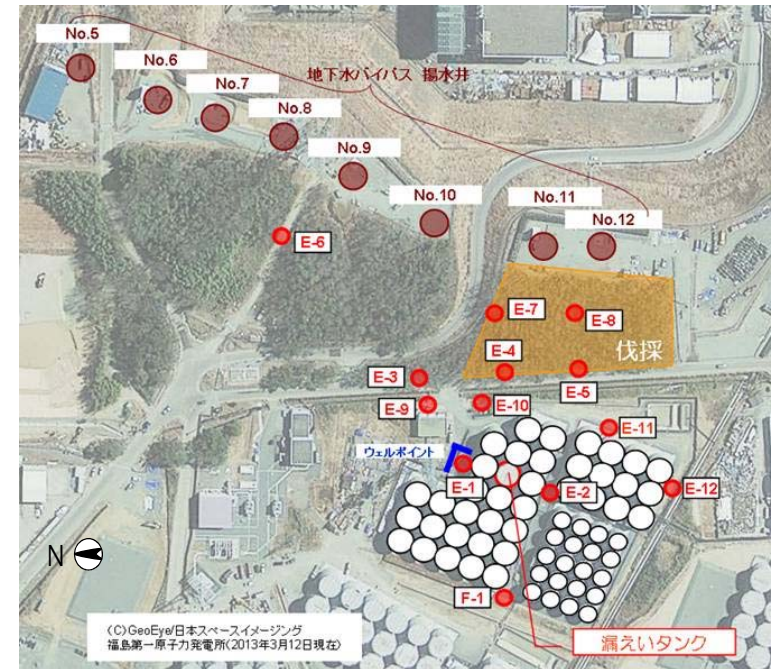 No.5
No.6
No.7
No.8
No.9
No.10
No.11
No.12
地下水バイパス 揚水井
E-6
E-7
E-8
伐採
E-4
E-5
E-3
E-9
E-10
E-11
ウェルポイント
E-1
E-2
E-12
N
F-1
漏えいタンク
(C)GeoEye/日本スペースイメージング
福島第一原子力発電所(2013年3月12日現在)